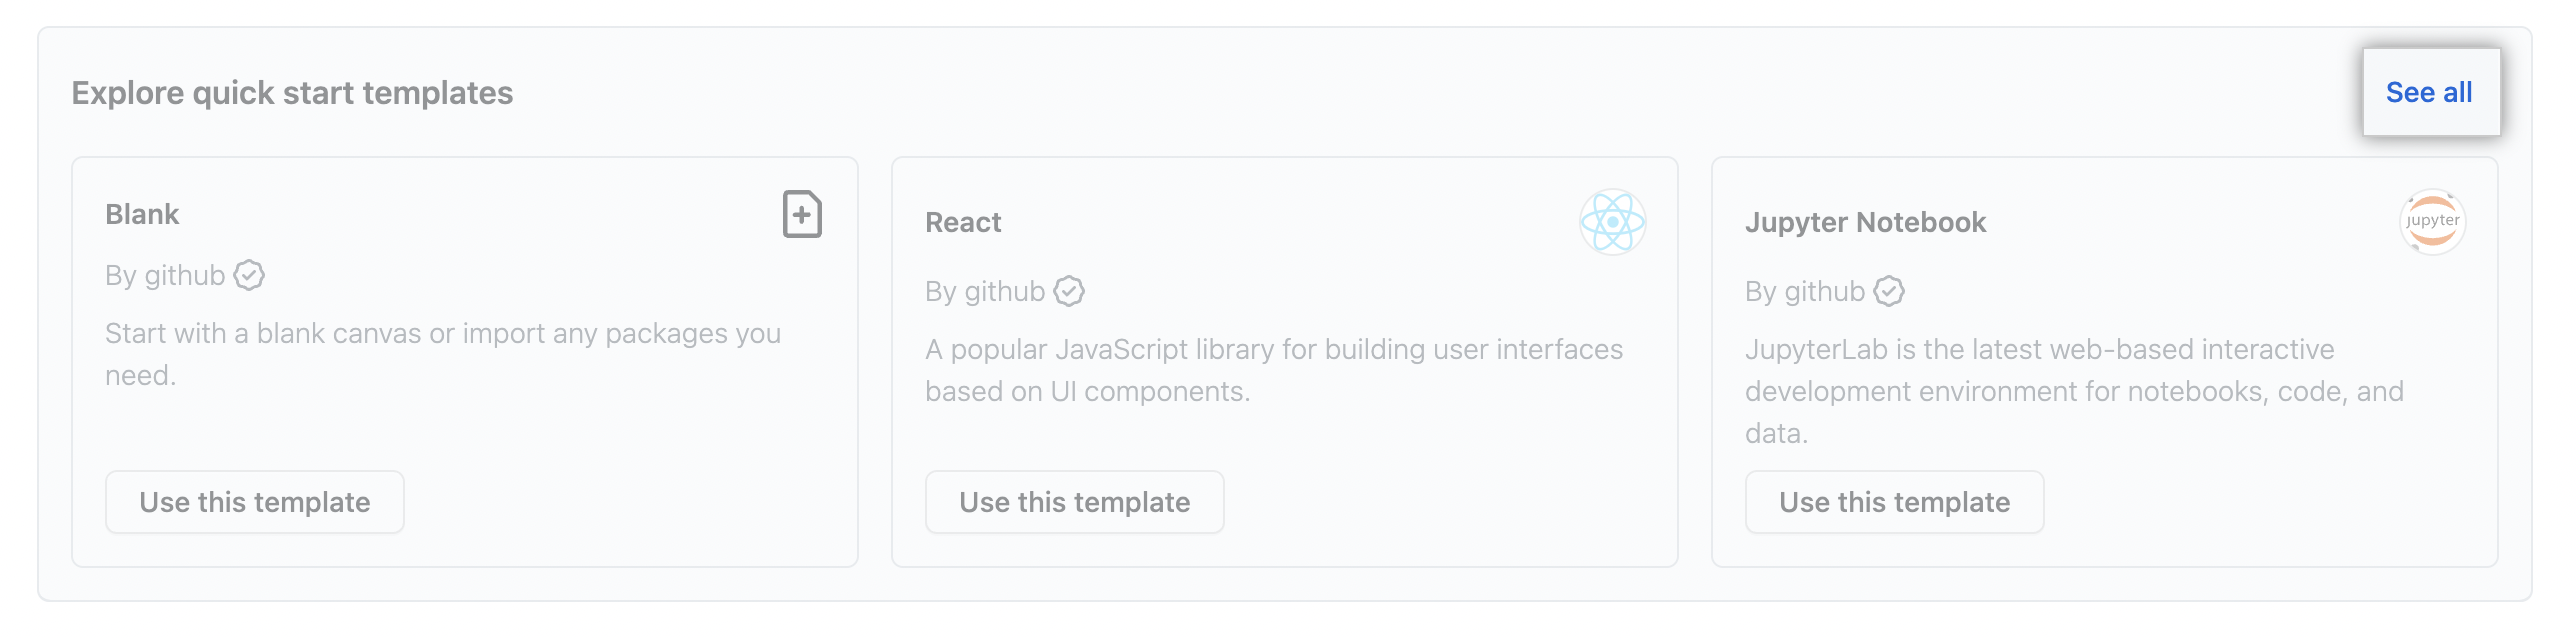 Explore quick start templates
See all
Blank
By github
Start with a blank canvas or import any packages you
need.
Use this template
React
By github
A popular JavaScript library for building user interfaces
based on UI components.
Use this template
Jupyter Notebook
jupyter
By github
JupyterLab is the latest web-based interactive
development environment for notebooks, code, and
data.
Use this template